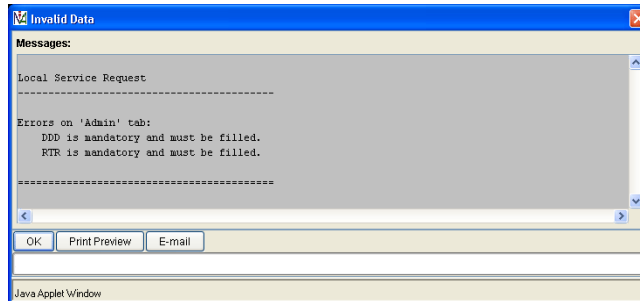 Invalid Data
Messages:
Local Service Request
------------------------------------------
Errors on 'Admin' tab:
DDD is mandatory and must be filled.
RTR is mandatory and must be filled.
==========================================
OK Print Preview E-mail
Java Applet Window